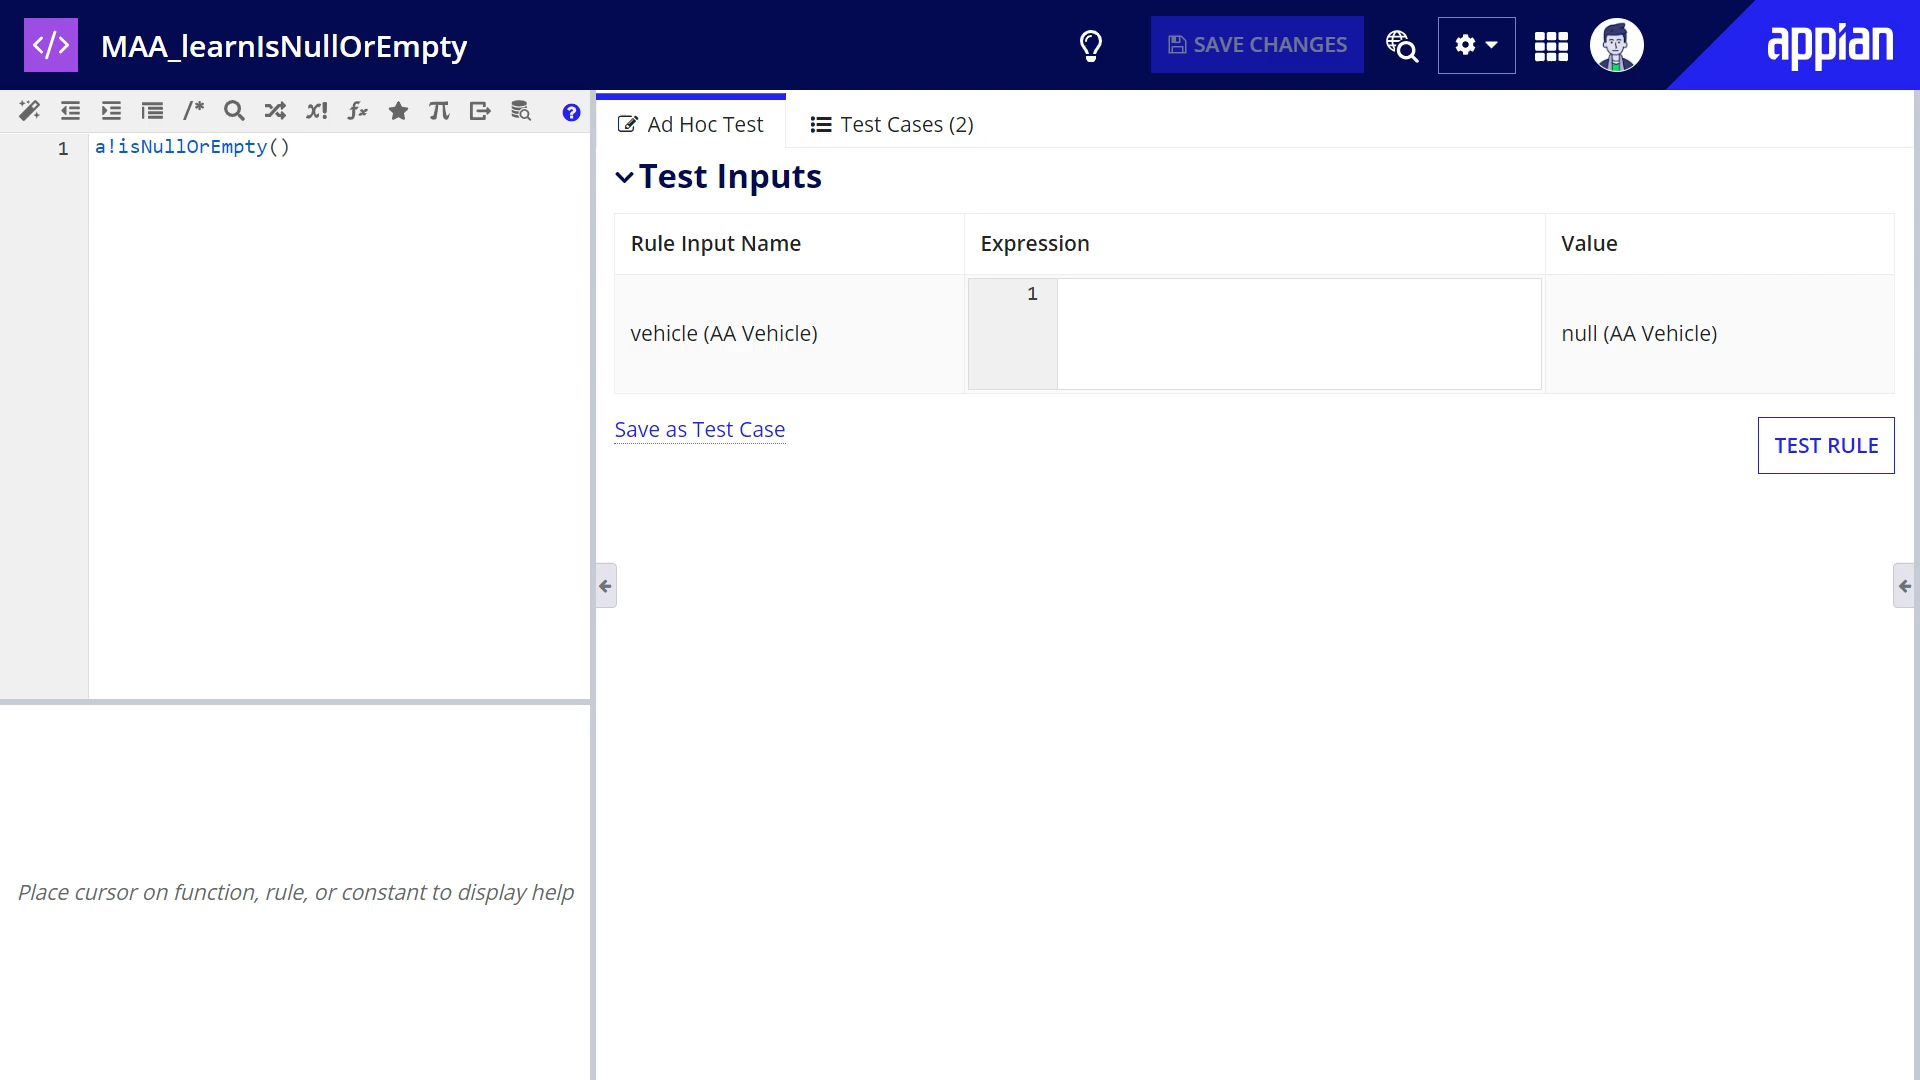 MAA_learnIsNullOrEmpty
SAVE CHANGES
appian
1 a!isNullOrEmpty()
Place cursor on function, rule, or constant to display help
Ad Hoc Test
Test Cases (2)
Test Inputs
Rule Input Name Expression Value
vehicle (AA Vehicle) 1 null (AA Vehicle)
Save as Test Case
TEST RULE